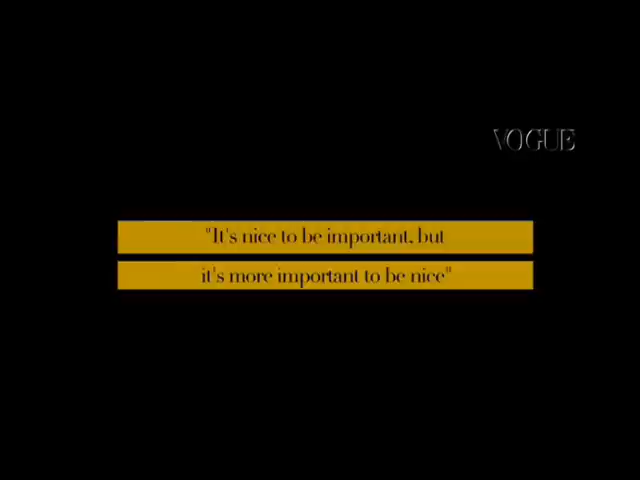 VOGUE
"It's nice to be important, but
it's more important to be nice"